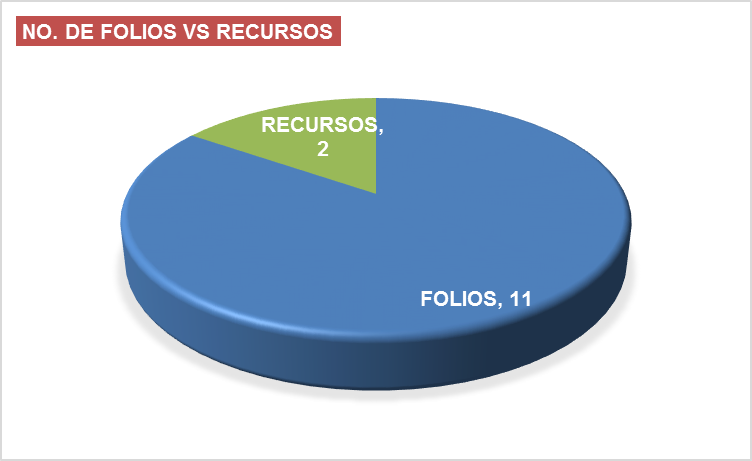 NO. DE FOLIOS VS RECURSOS
RECURSOS,
2
FOLIOS, 11